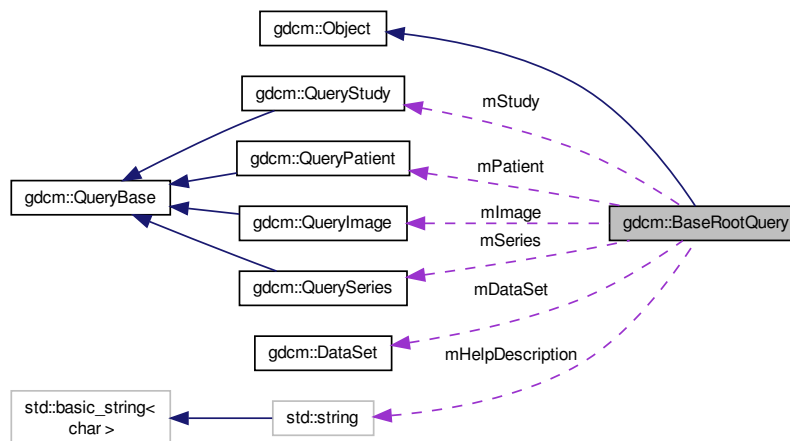 gdcm::Object
gdcm::QueryStudy
mStudy
gdcm::QueryPatient
mPatient
gdcm::QueryBase
gdcm::QueryImage
mImage
gdcm::BaseRootQuery
mSeries
gdcm::QuerySeries
mDataSet
gdcm::DataSet
mHelpDescription
std::basic_string<
char >
std::string